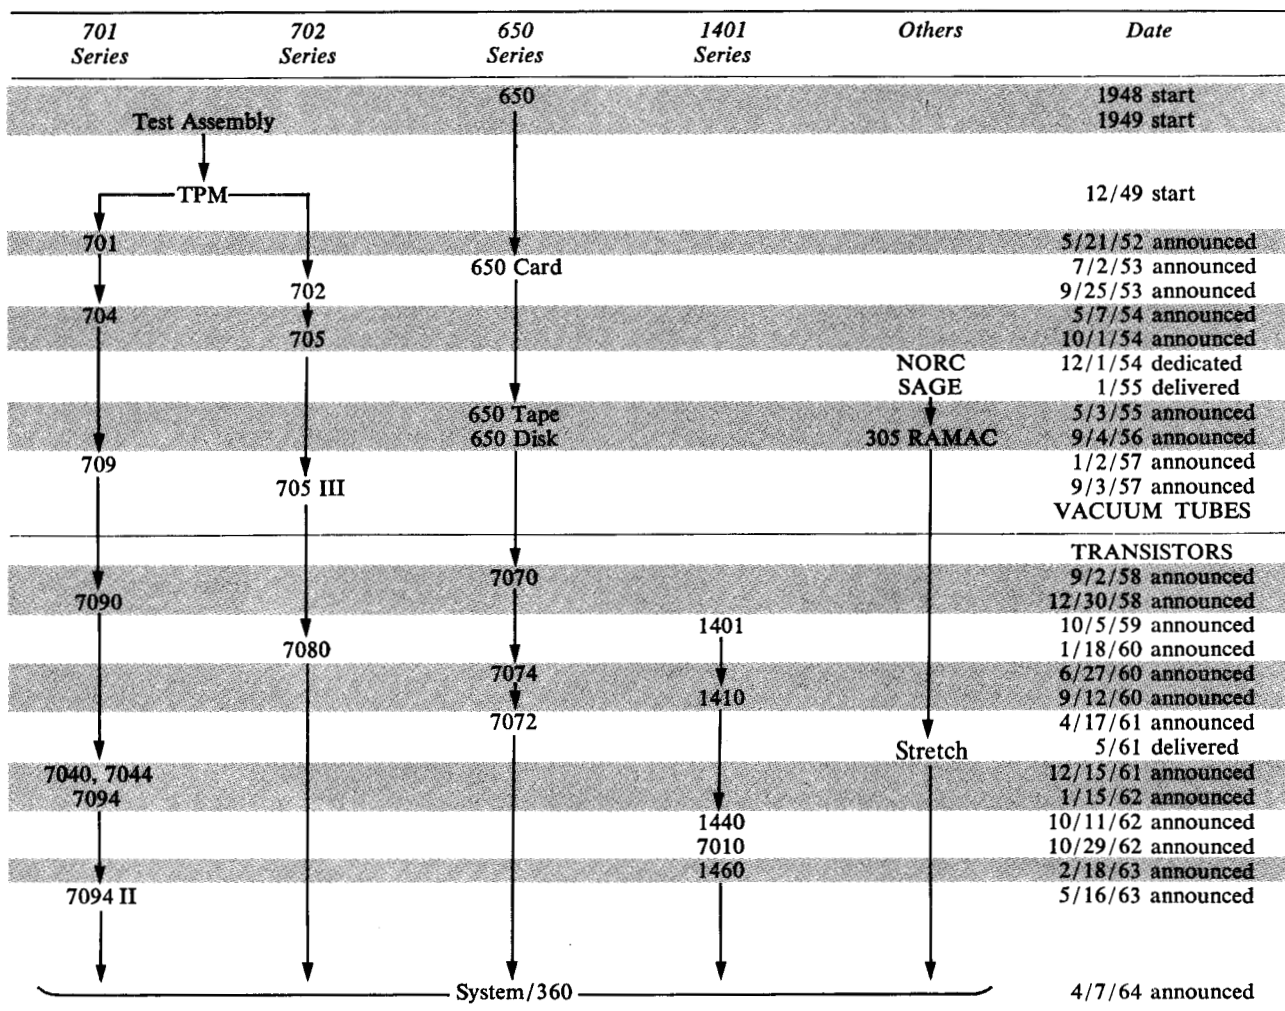 701 702 650 1401 Others Date
Series Series Series Series
650 1948 start
Test Assembly 1949 start
TPM 12/49 start
701 5/21/52 announced
650 Card 7/2/53 announced
702 9/25/53 announced
704 5/7/54 announced
705 10/1/54 announced
NORC 12/1/54 dedicated
SAGE 1/55 delivered
650 Tape 5/3/55 announced
650 Disk 305 RAMAC 9/4/56 announced
709 1/2/57 announced
705 III 9/3/57 announced
VACUUM TUBES
TRANSISTORS
7070 9/2/58 announced
7090 12/30/58 announced
1401 10/5/59 announced
7080 1/18/60 announced
7074 6/27/60 announced
1410 9/12/60 announced
7072 4/17/61 announced
Stretch 5/61 delivered
7040, 7044 12/15/61 announced
7094 1/15/62 announced
1440 10/11/62 announced
7010 10/29/62 announced
1460 2/18/63 announced
7094 II 5/16/63 announced
System/360 4/7/64 announced